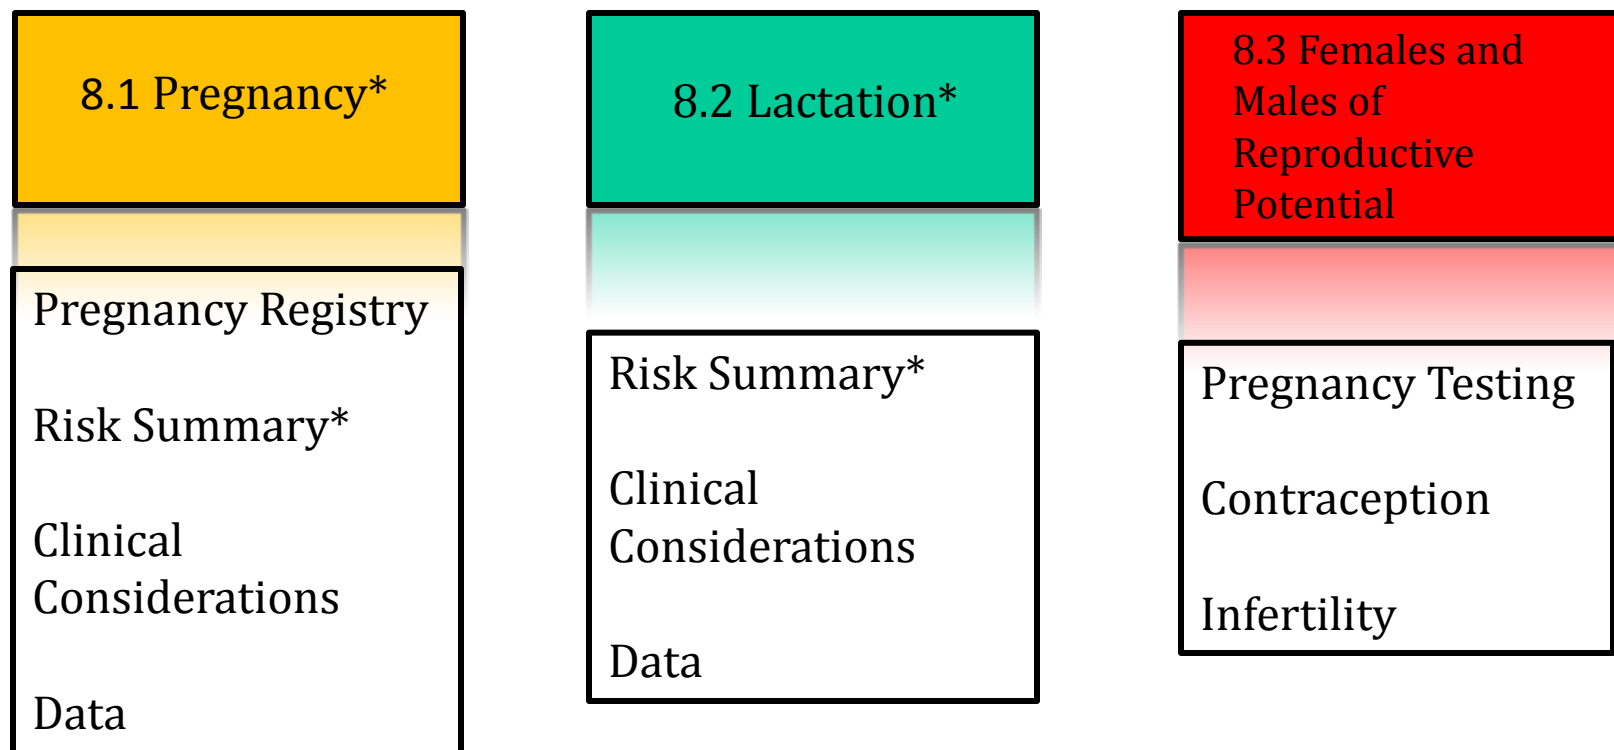 8.1 Pregnancy*
Pregnancy Registry
Risk Summary*
Clinical
Considerations
Data
8.2 Lactation*
Risk Summary*
Clinical
Considerations
Data
8.3 Females and
Males of
Reproductive
Potential
Pregnancy Testing
Contraception
Infertility